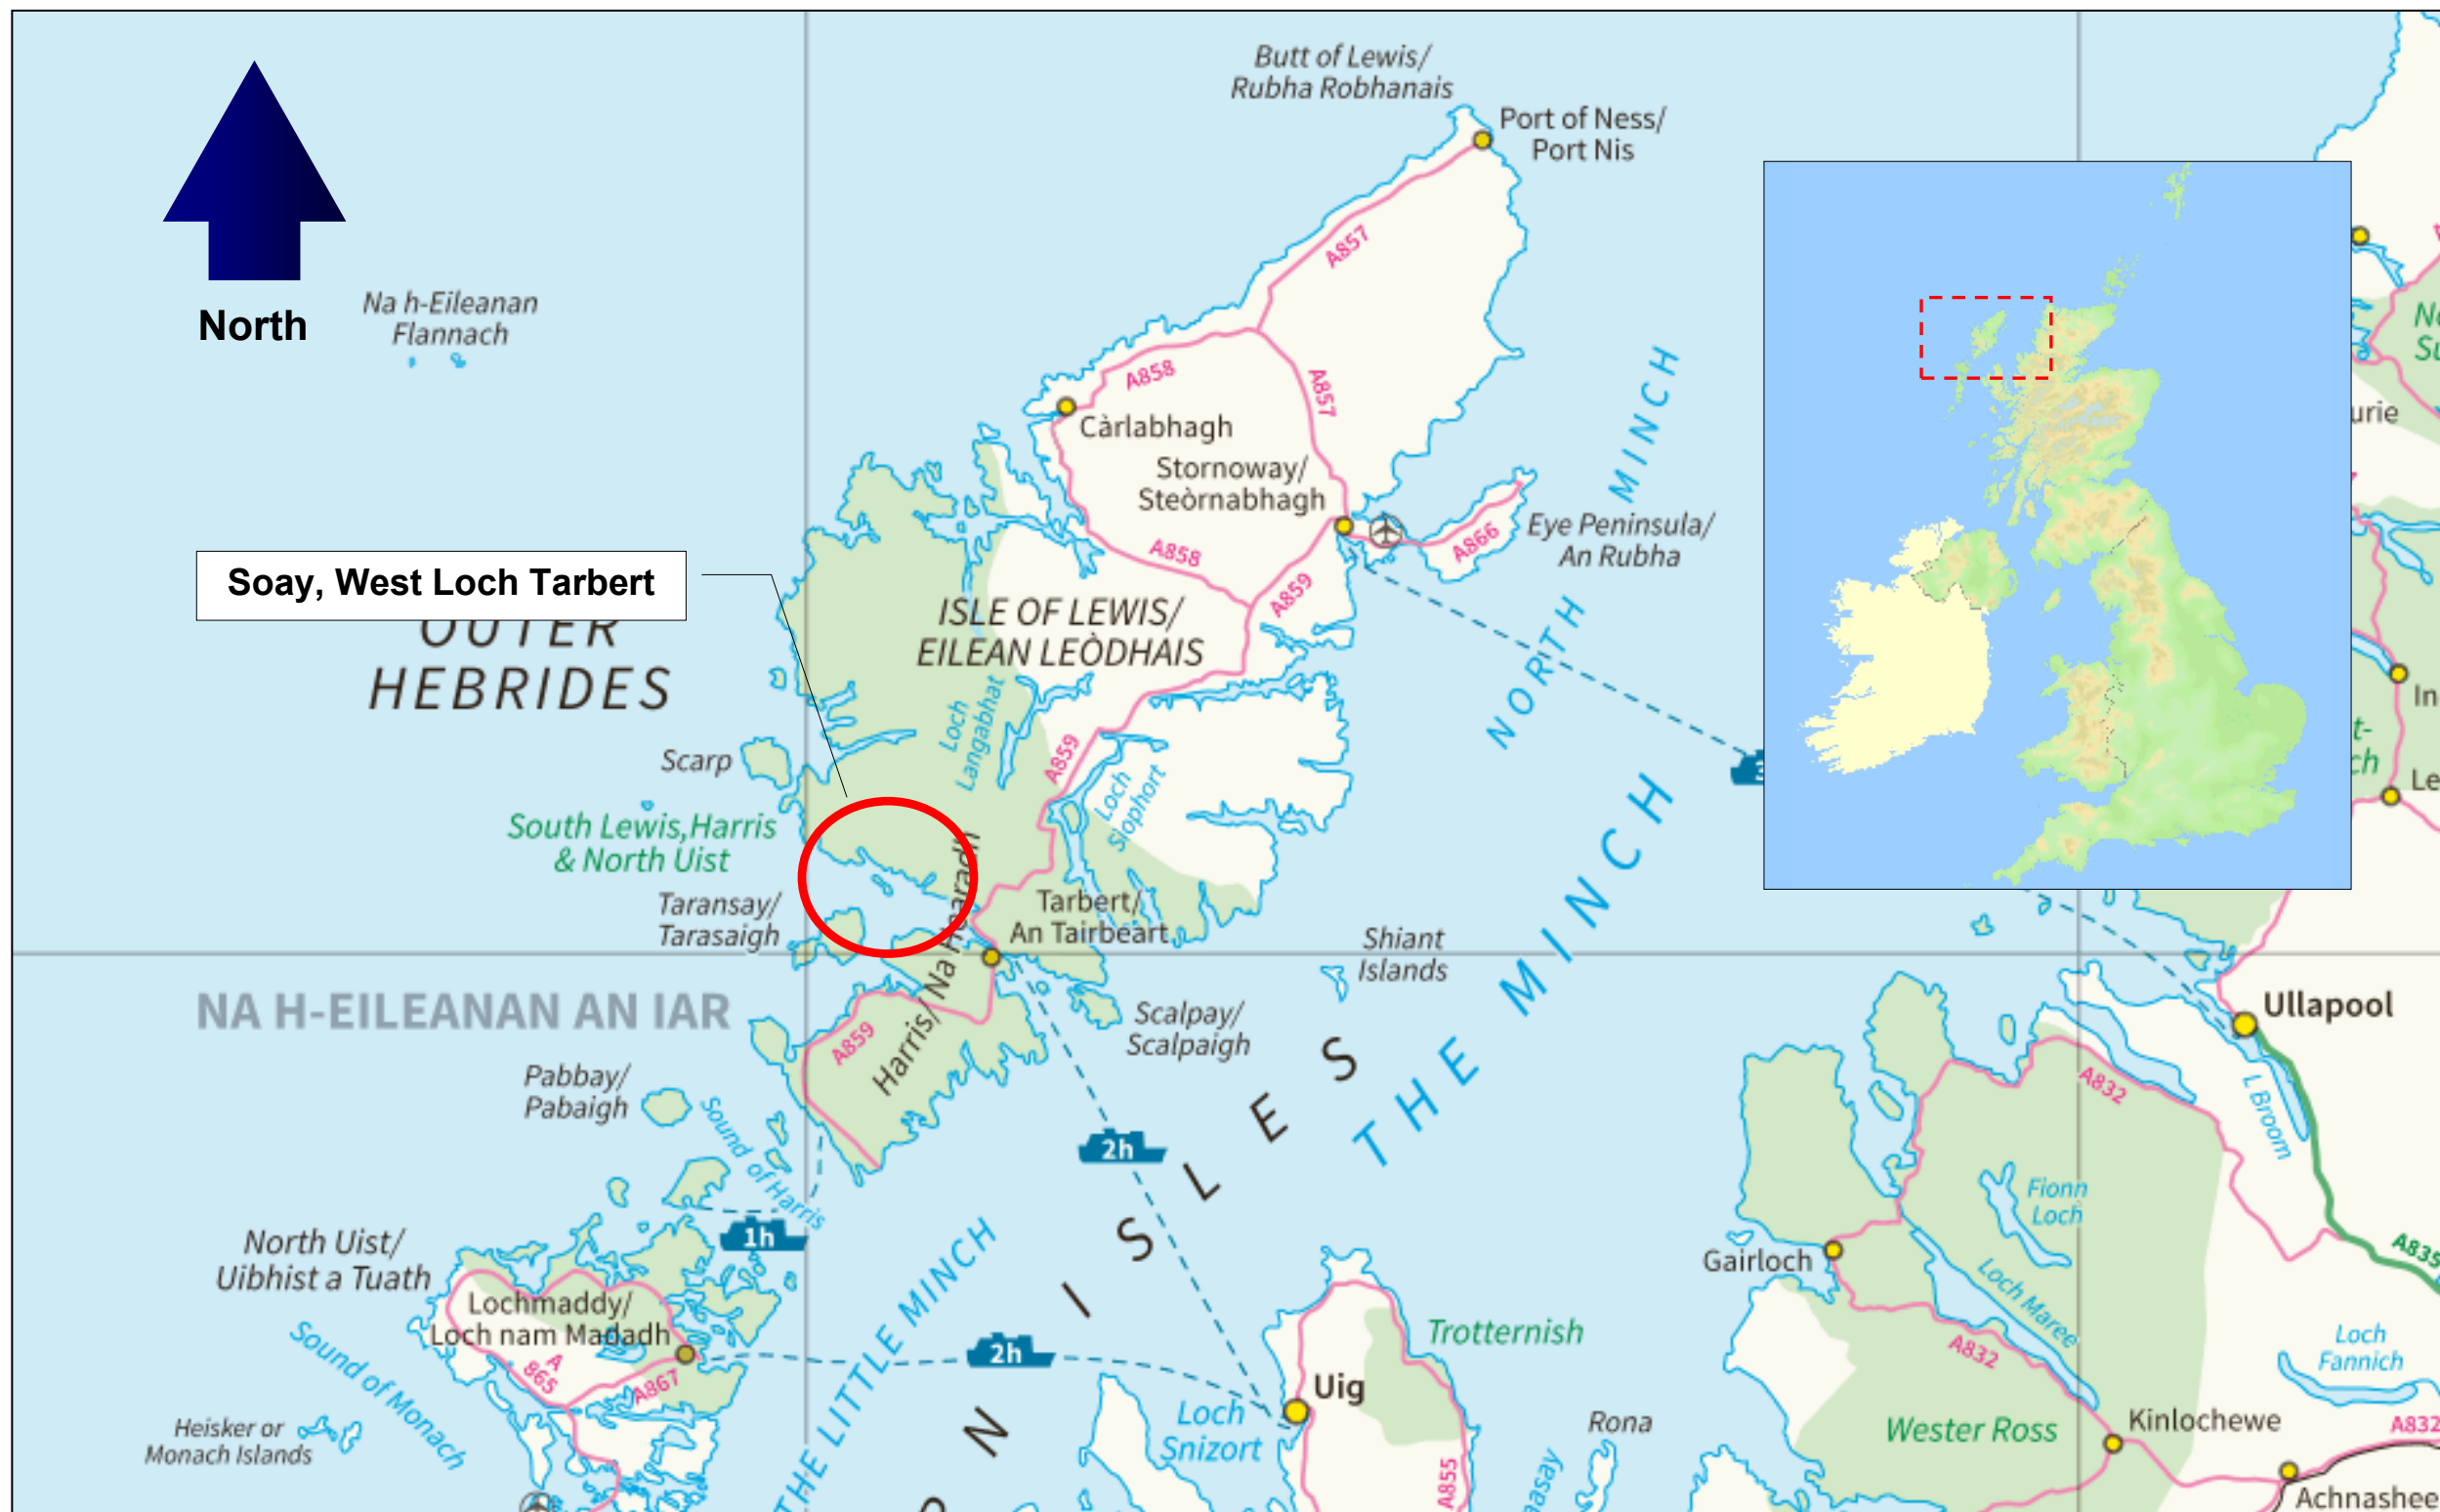 Butt of Lewis/
Rubha Robhanais
Port of Ness/
Port Nis
North
Na h-Eileanan
Flannach
A857
A858
A857
Càrlabhagh
Stornoway/
Steòrnabhagh
MINCH
NORTH
Eye Peninsula/
An Rubha
A866
A858
A859
Soay, West Loch Tarbert
OUTER
HEBRIDES
ISLE OF LEWIS/
EILEAN LEÒDHAIS
Loch
Langabhat
A859
Loch
Sìophort
Scarp
South Lewis, Harris
& North Uist
Taransay/
Tarasaigh
Tarbert/
An Tairbeart
Harris/Na Hearadh
Shiant
Islands
THE MINCH
NA H-EILEANAN AN IAR
A859
Scalpay/
Scalpaigh
Pabbay/
Pabaigh
Sound of Harris
2h
1h
ISLES
Ullapool
A832
L Broom
Fionn
Loch
North Uist/
Uibhist a Tuath
Lochmaddy/
Loch nam Madadh
A
865
A867
Sound of Monach
Heisker or
Monach Islands
THE LITTLE MINCH
2h
Uig
Loch
Snizort
Trotternish
A855
Rona
Gairloch
Loch Maree
A832
A835
Loch
Fannich
Wester Ross
Kinlochewe
A832
Achnashee